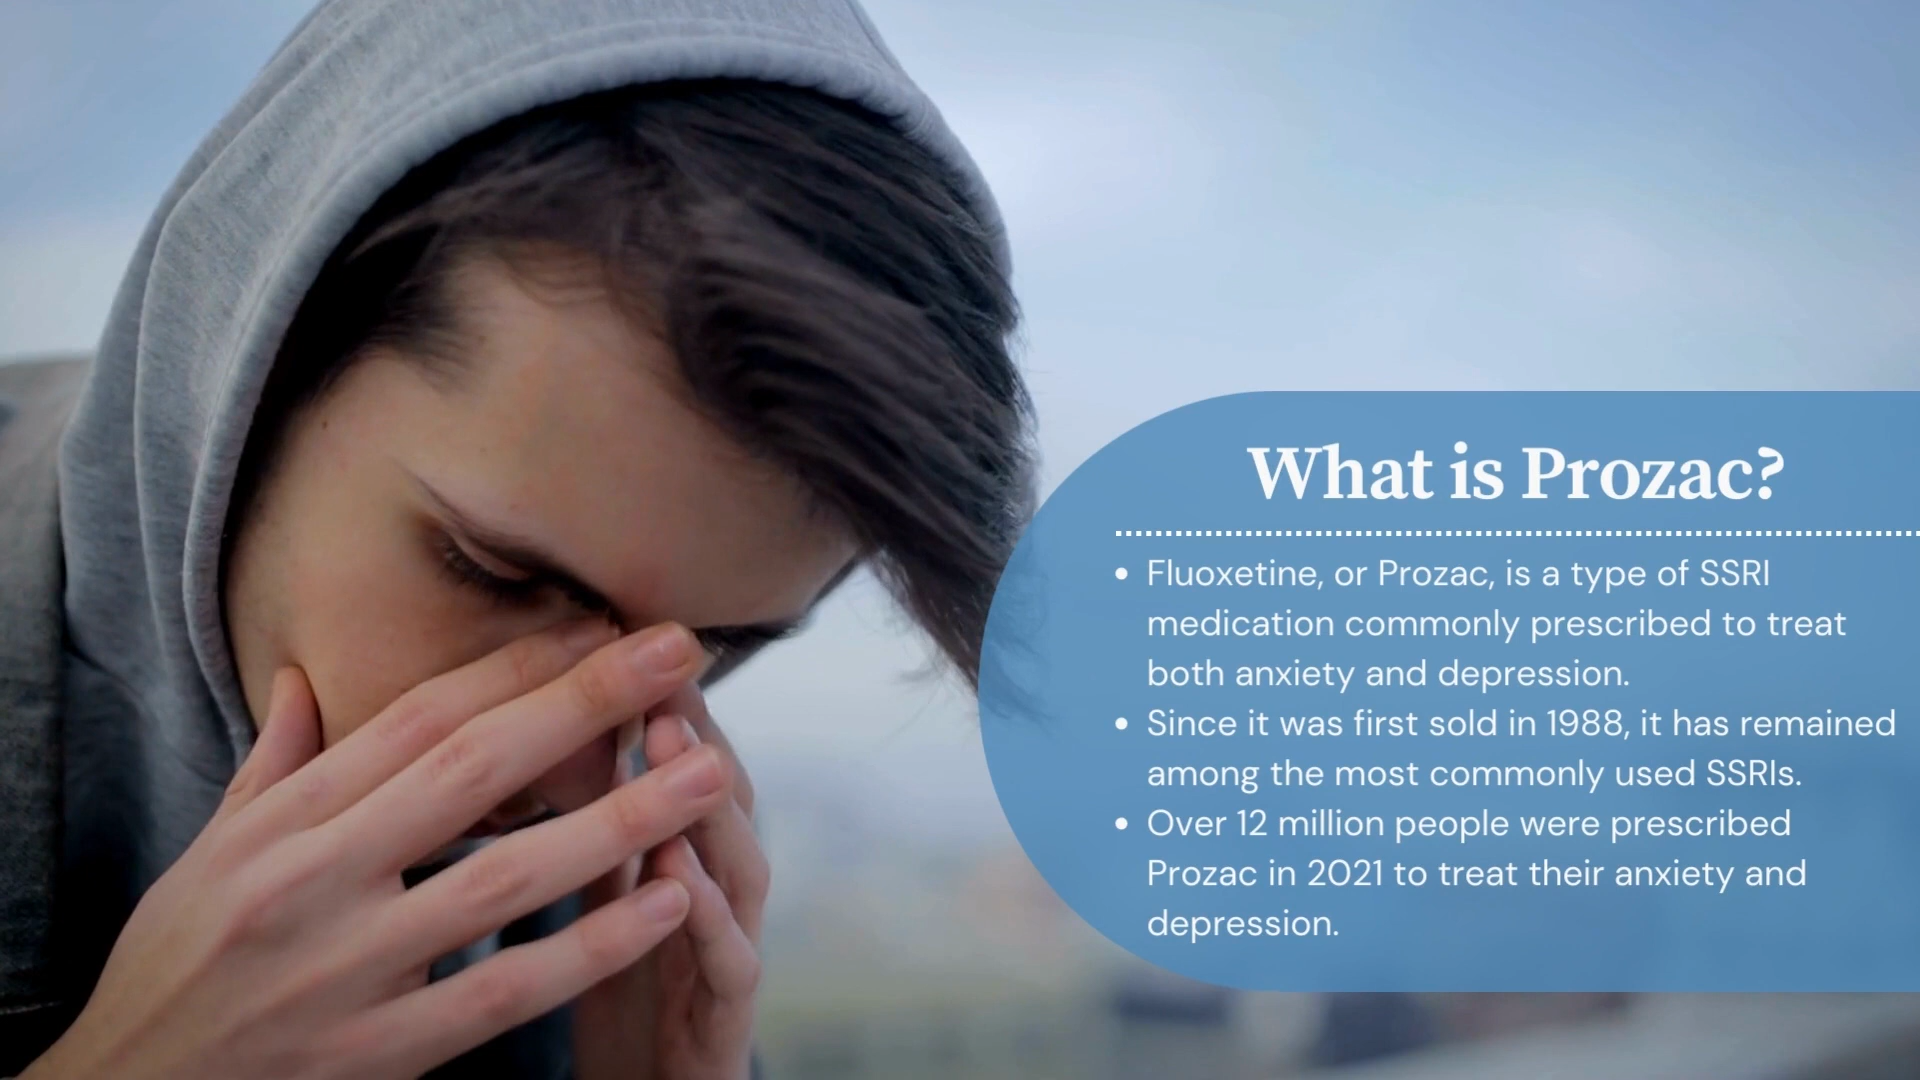 What is Prozac?
• Fluoxetine, or Prozac, is a type of SSRI
medication commonly prescribed to treat
both anxiety and depression.
• Since it was first sold in 1988, it has remained
among the most commonly used SSRIs.
• Over 12 million people were prescribed
Prozac in 2021 to treat their anxiety and
depression.